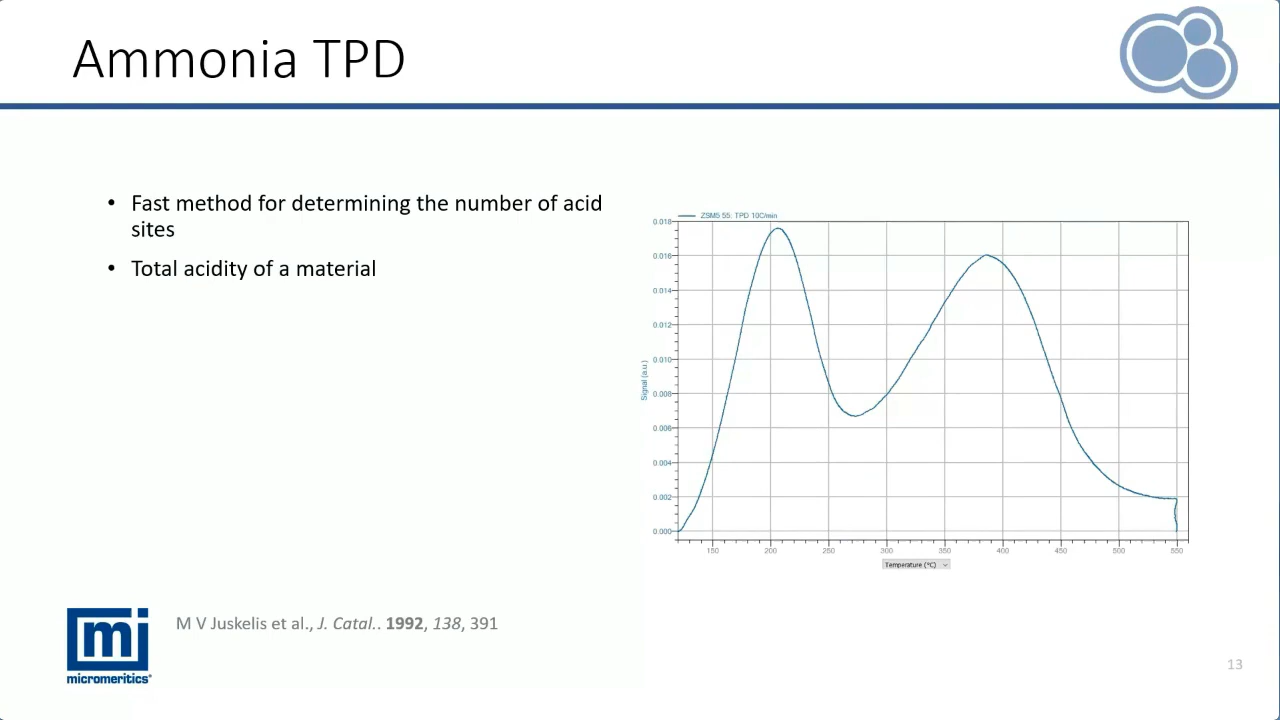 Ammonia TPD
• Fast method for determining the number of acid
sites
• Total acidity of a material
ZSM5 55: TPD 10C/min
Signal (a.u.)
0.018
0.016
0.014
0.012
0.010
0.008
0.006
0.004
0.002
0.000
150 200 250 300 350 400 450 500 550
Temperature (°C)
M V Juskelis et al., J. Catal.. 1992, 138, 391
mi
micromeritics®
13